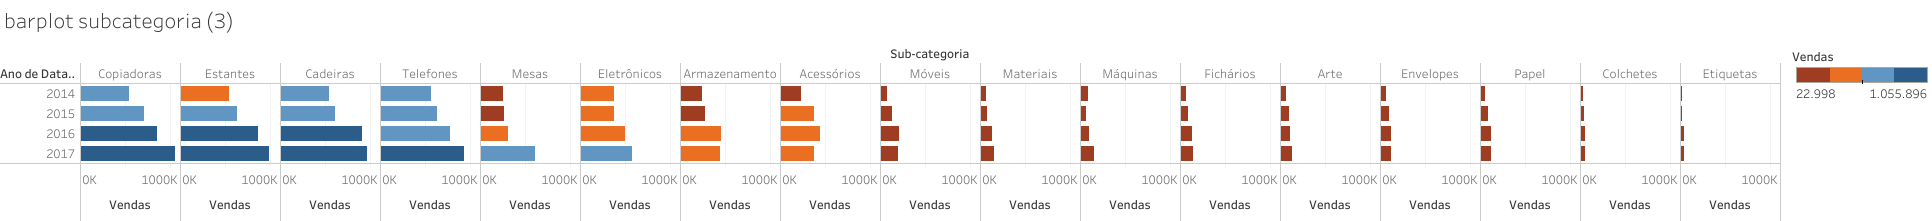 barplot subcategoria (3)
Sub-categoria
Ano de Data.. Copiadoras Estantes Cadeiras Telefones Mesas Eletrônicos Armazenamento Acessórios Móveis Materiais Máquinas Fichários Arte Envelopes Papel Colchetes Etiquetas
2014
2015
2016
2017
0K 1000K 0K 1000K 0K 1000K 0K 1000K 0K 1000K 0K 1000K 0K 1000K 0K 1000K 0K 1000K 0K 1000K 0K 1000K 0K 1000K 0K 1000K 0K 1000K 0K 1000K 0K 1000K 0K 1000K
Vendas Vendas Vendas Vendas Vendas Vendas Vendas Vendas Vendas Vendas Vendas Vendas Vendas Vendas Vendas Vendas Vendas
Vendas
22.998 1.055.896